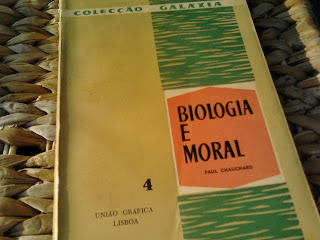 COLECÇÃO GALÁXIA
BIOLOGIA
E
MORAL
PAUL CHAUCHARD
4
UNIÃO GRÁFICA
LISBOA